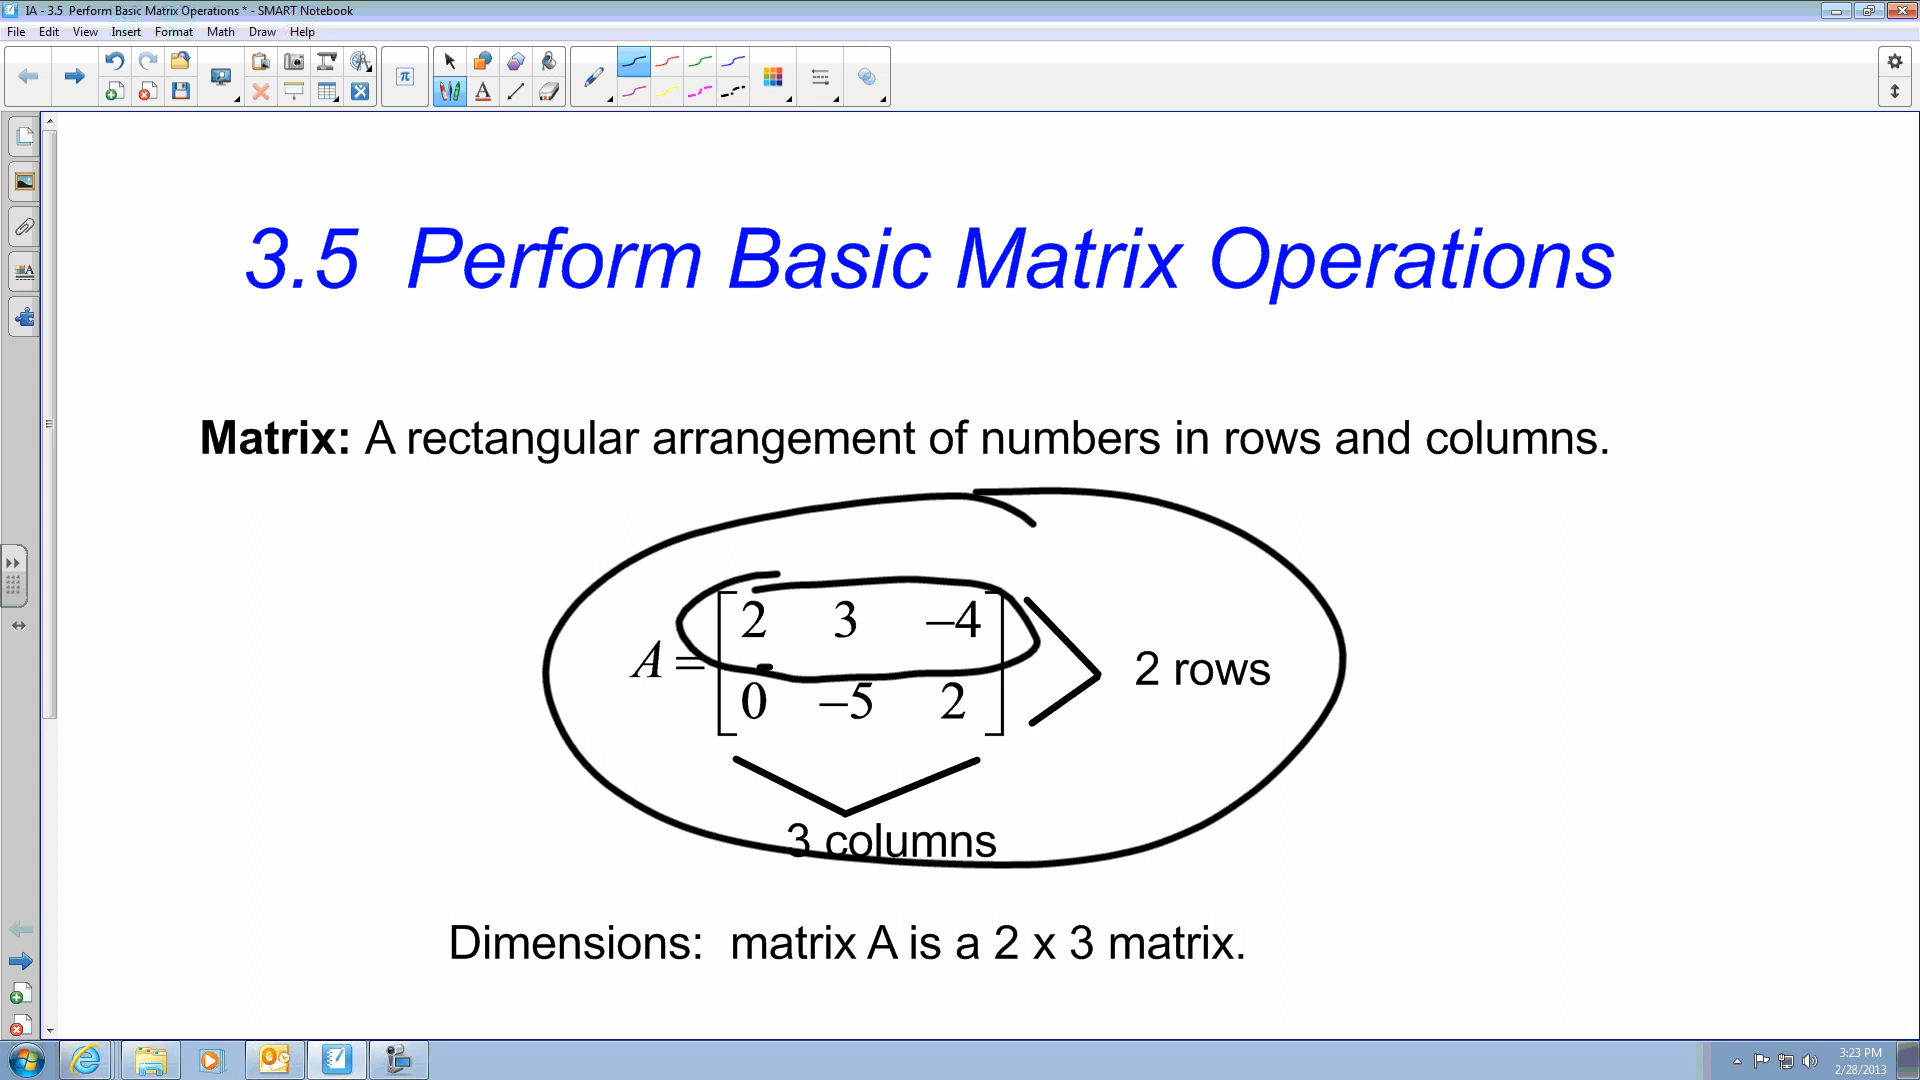 IA - 3.5 Perform Basic Matrix Operations * - SMART Notebook
File Edit View Insert Format Math Draw Help
3.5 Perform Basic Matrix Operations
Matrix: A rectangular arrangement of numbers in rows and columns.
2 3 –4
A =
0 –5 2
2 rows
3 columns
Dimensions: matrix A is a 2 x 3 matrix.
3:23 PM
2/28/2013